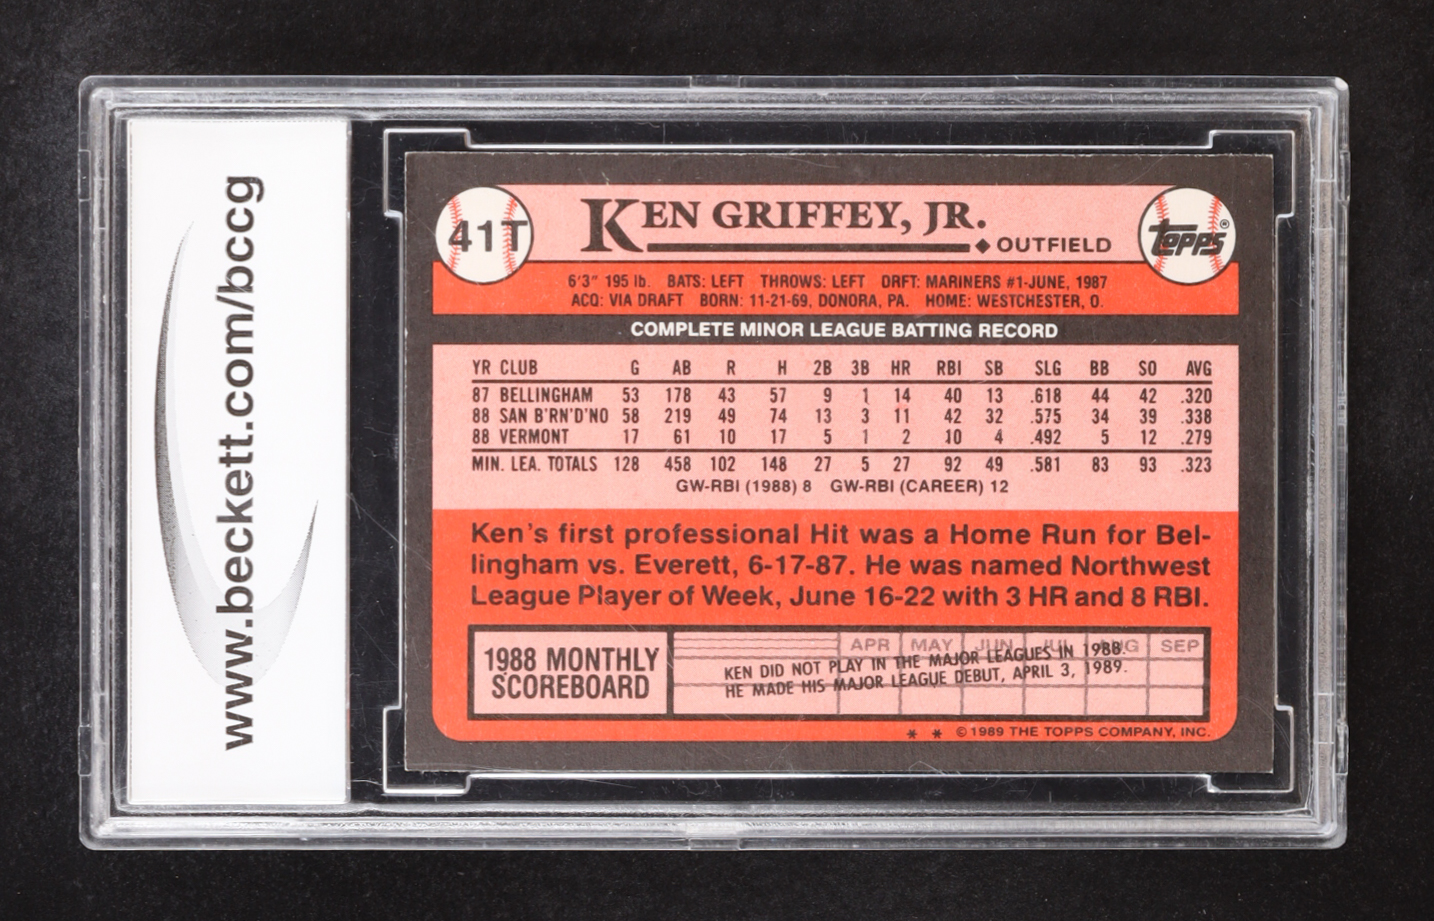 www.beckett.com/bccg
41T
KEN GRIFFEY, JR.
◆ OUTFIELD
TOPPS®
6'3" 195 lb. BATS: LEFT THROWS: LEFT DRFT: MARINERS #1-JUNE, 1987
ACQ: VIA DRAFT BORN: 11-21-69, DONORA, PA. HOME: WESTCHESTER, O.
COMPLETE MINOR LEAGUE BATTING RECORD
YR CLUB G AB R H 2B 3B HR RBI SB SLG BB SO AVG
87 BELLINGHAM 53 178 43 57 9 1 14 40 13 .618 44 42 .320
88 SAN B'RN'D'NO 58 219 49 74 13 3 11 42 32 .575 34 39 .338
88 VERMONT 17 61 10 17 5 1 2 10 4 .492 5 12 .279
MIN. LEA. TOTALS 128 458 102 148 27 5 27 92 49 .581 83 93 .323
GW-RBI (1988) 8 GW-RBI (CAREER) 12
Ken's first professional Hit was a Home Run for Bel-
lingham vs. Everett, 6-17-87. He was named Northwest
League Player of Week, June 16-22 with 3 HR and 8 RBI.
1988 MONTHLY
SCOREBOARD
APR MAY JUN JUL AUG SEP
KEN DID NOT PLAY IN THE MAJOR LEAGUES IN 1988.
HE MADE HIS MAJOR LEAGUE DEBUT, APRIL 3, 1989.
* * © 1989 THE TOPPS COMPANY, INC.